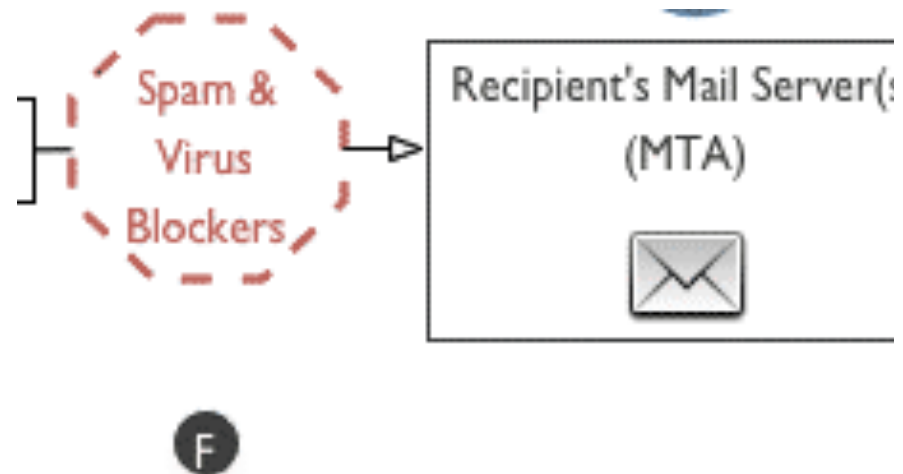 Spam &
Virus
Blockers
Recipient's Mail Server(s
(MTA)
F